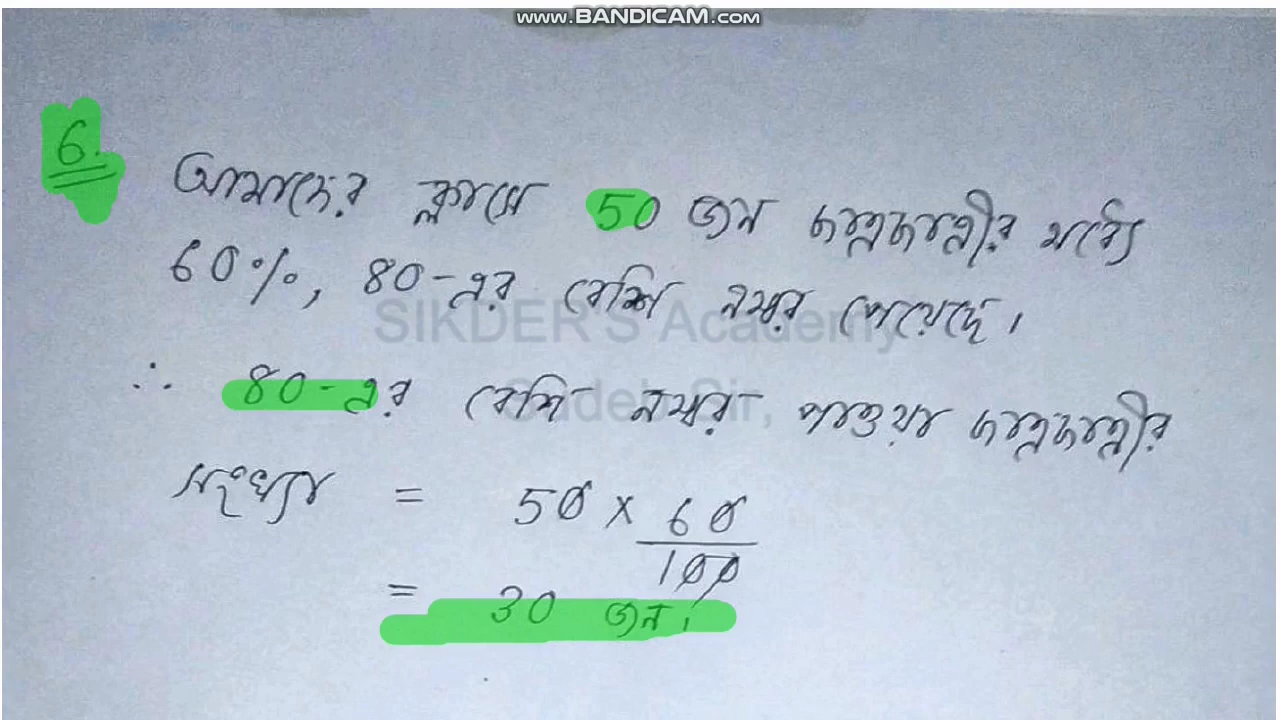 www.BANDICAM.com
6.
আমাদের ক্লাসে 50 জন ছাত্রছাত্রীর মধ্যে
60%, 80-এর বেশি নম্বর পেয়েছে।
SIKDER'S Academy
∴ 80-এর বেশি নম্বর পাওয়া ছাত্রছাত্রীর
Sir,
সংখ্যা = 50 × 60/100
= 30 জন।